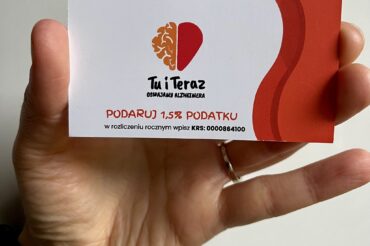 Tu i Teraz
OSWAJAMY ALZHEIMERA
PODARUJ 1,5% PODATKU
w rozliczeniu rocznym wpisz KRS: 0000864100